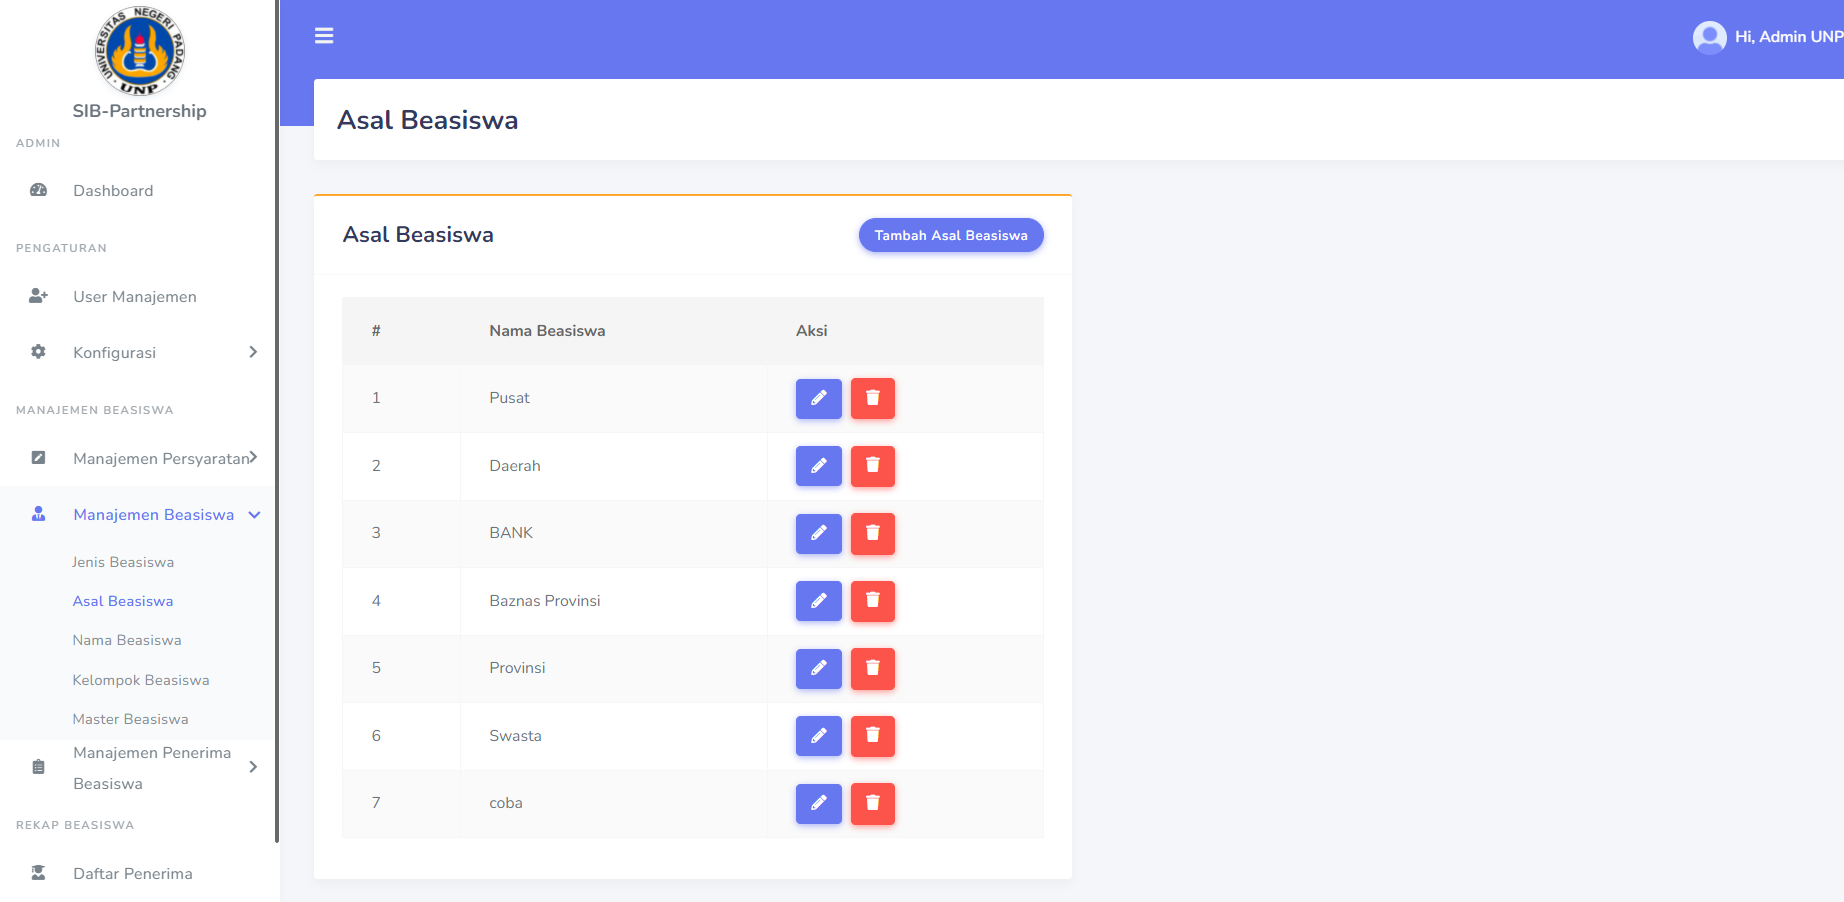 UNIVERSITAS NEGERI PADANG
UNP
SIB-Partnership
ADMIN
Dashboard
PENGATURAN
User Manajemen
Konfigurasi
MANAJEMEN BEASISWA
Manajemen Persyaratan
Manajemen Beasiswa
Jenis Beasiswa
Asal Beasiswa
Nama Beasiswa
Kelompok Beasiswa
Master Beasiswa
Manajemen Penerima
Beasiswa
REKAP BEASISWA
Daftar Penerima
Hi, Admin UNP
Asal Beasiswa
Asal Beasiswa
Tambah Asal Beasiswa
# Nama Beasiswa Aksi
1 Pusat
2 Daerah
3 BANK
4 Baznas Provinsi
5 Provinsi
6 Swasta
7 coba